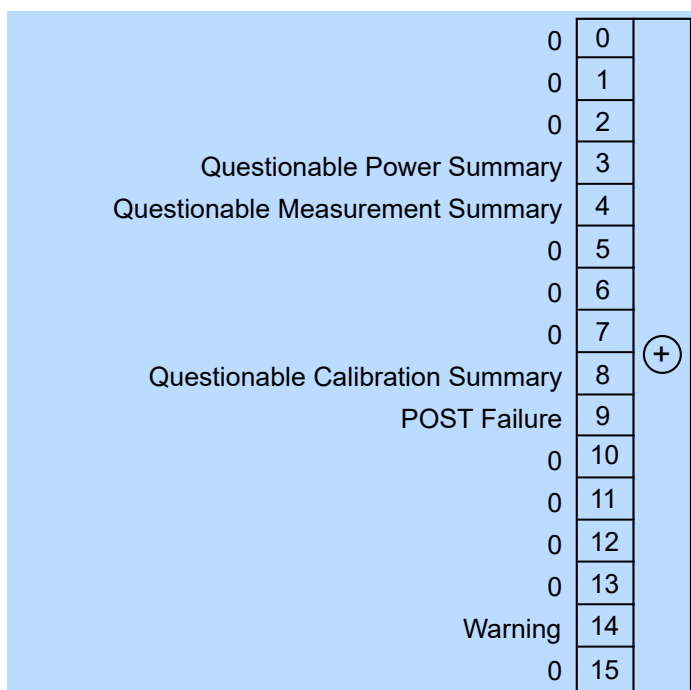 0 0
0 1
0 2
Questionable Power Summary 3
Questionable Measurement Summary 4
0 5
0 6
0 7
+
Questionable Calibration Summary 8
POST Failure 9
0 10
0 11
0 12
0 13
Warning 14
0 15